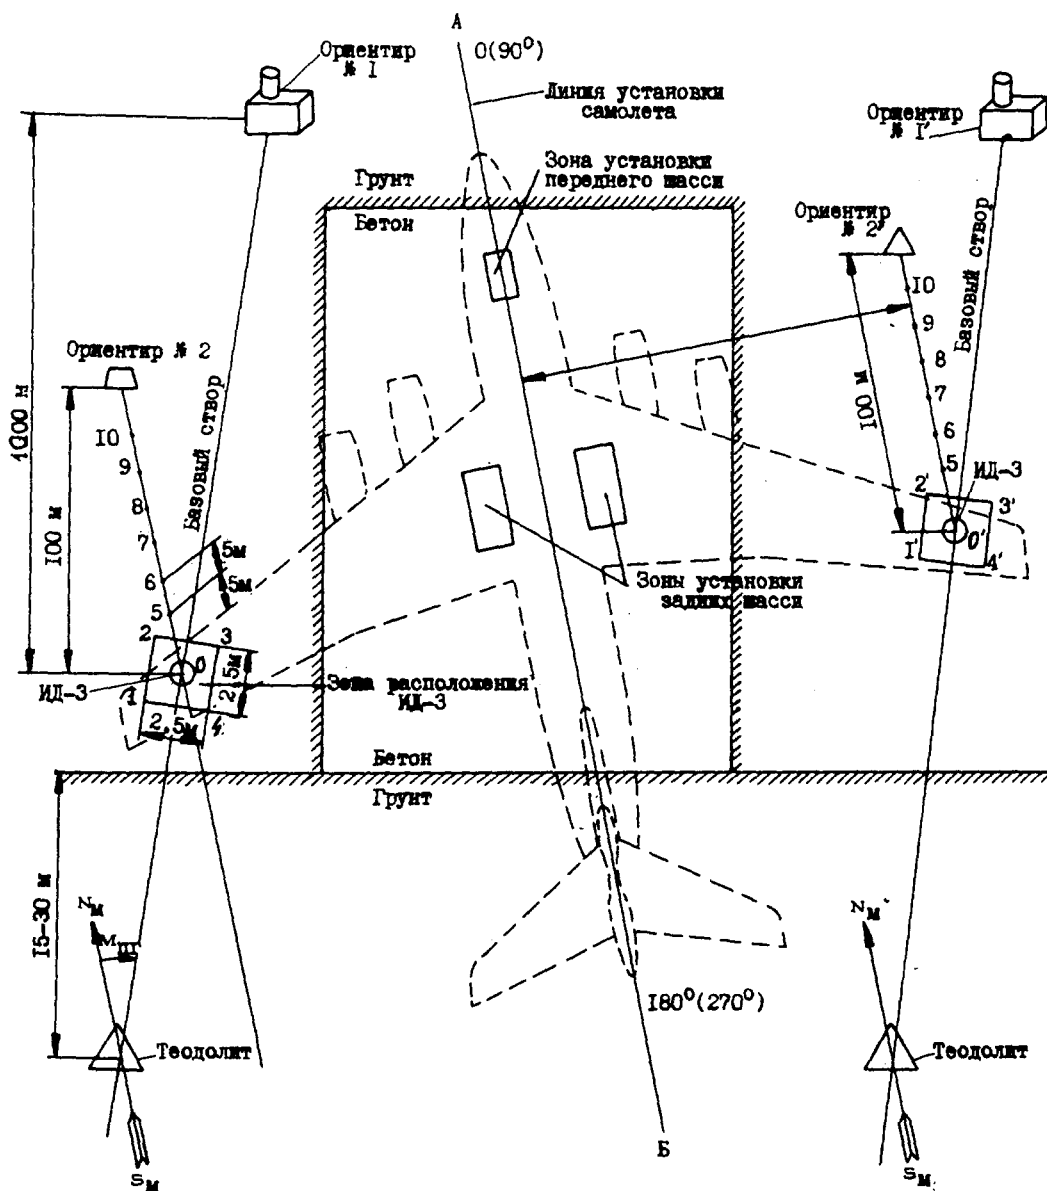 А
0(90°)
Ориентир
№ 1
Линия установки
самолета
Ориентир
№ 1'
Зона установки
переднего шасси
Грунт
Бетон
Ориентир
№ 2'
10
9
8
7
6
5
Базовый створ
100 м
2'
ИД-3
3'
1'
0'
4'
1000 м
Ориентир № 2
10
9
8
7
6
5
Базовый створ
100 м
5м
5м
2
3
0
ИД-3
1
4
2,5м
2,5м
Зоны установки
задних шасси
Зона расположения
ИД-3
Бетон
Грунт
15-30 м
Nм
Мп
Nм'
180°(270°)
Теодолит
Теодолит
Б
Sм
Sм